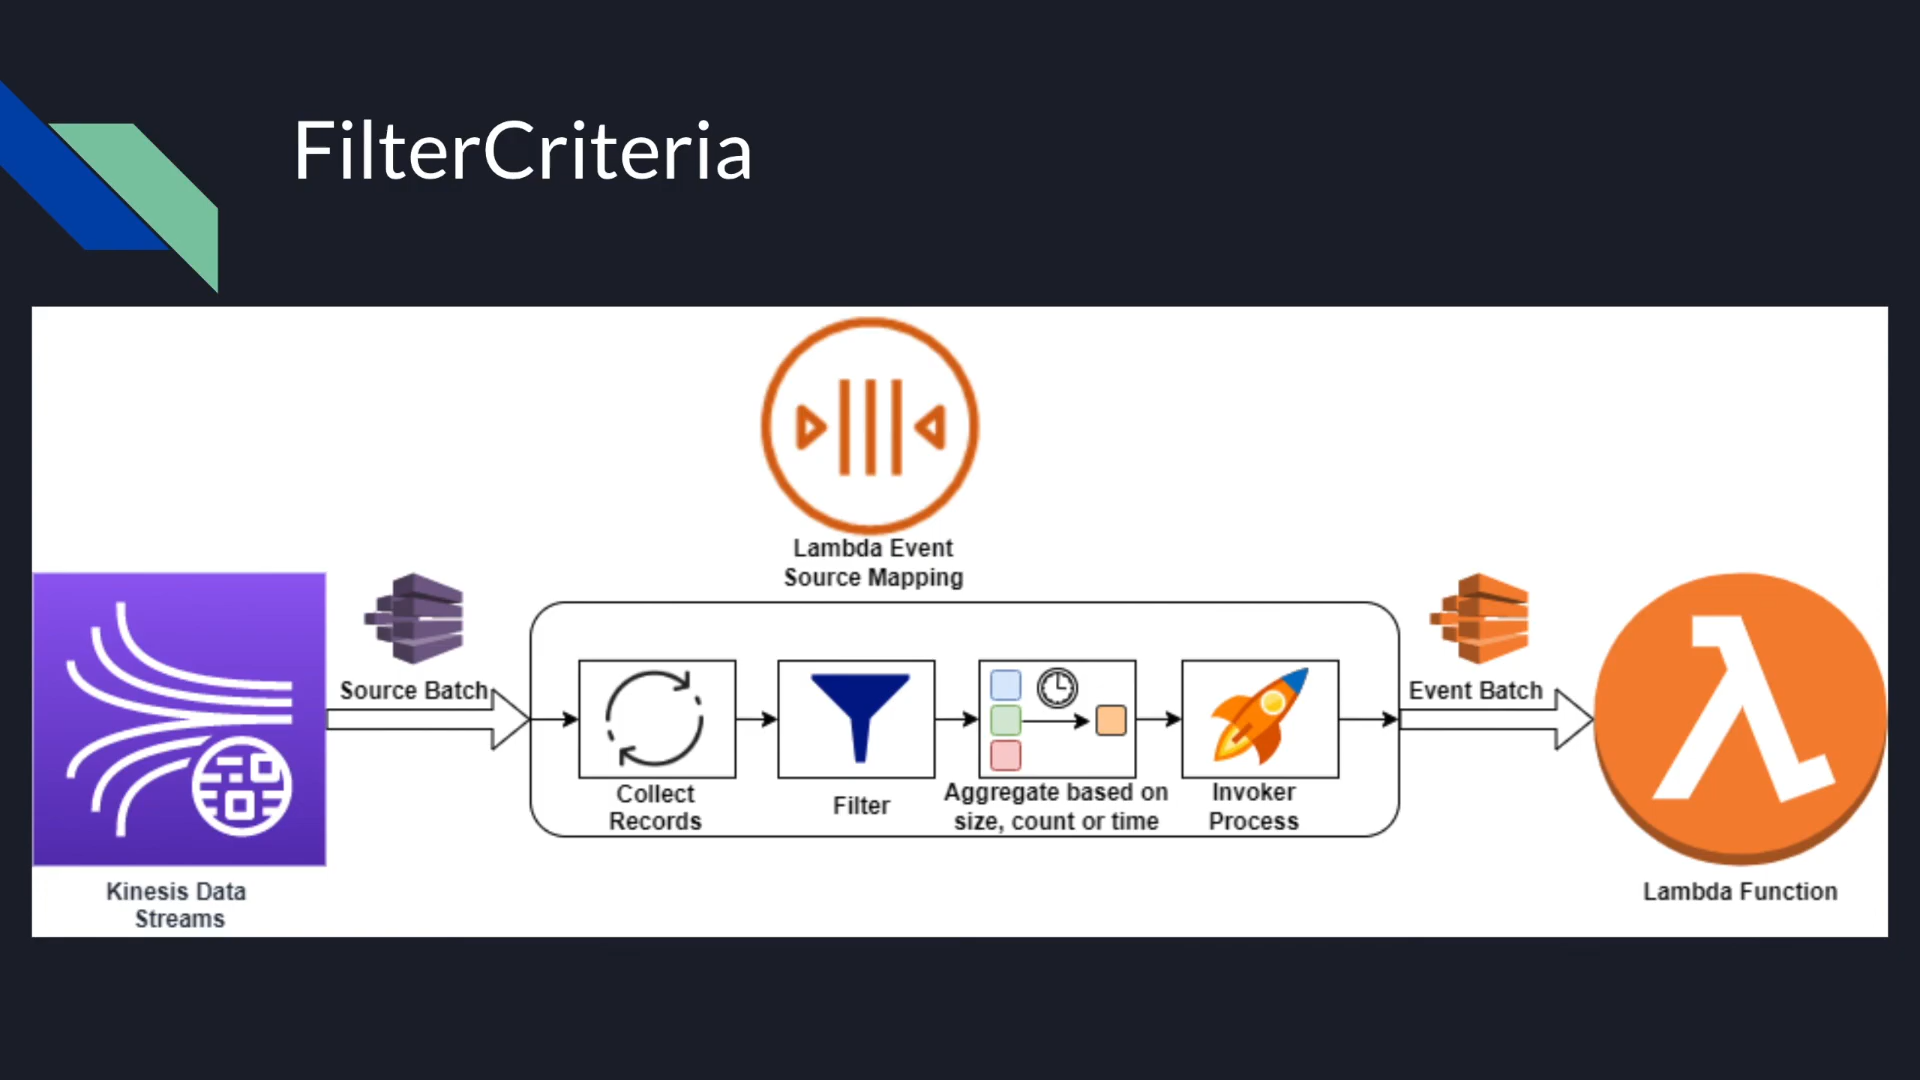 FilterCriteria
Lambda Event
Source Mapping
Source Batch
Event Batch
Collect
Records
Filter
Aggregate based on
size, count or time
Invoker
Process
Kinesis Data
Streams
Lambda Function